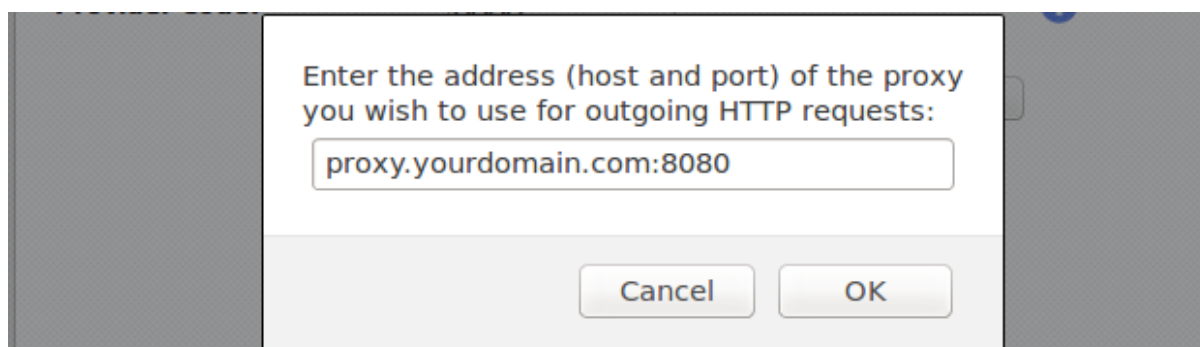 Enter the address (host and port) of the proxy
you wish to use for outgoing HTTP requests:
proxy.yourdomain.com:8080
Cancel OK